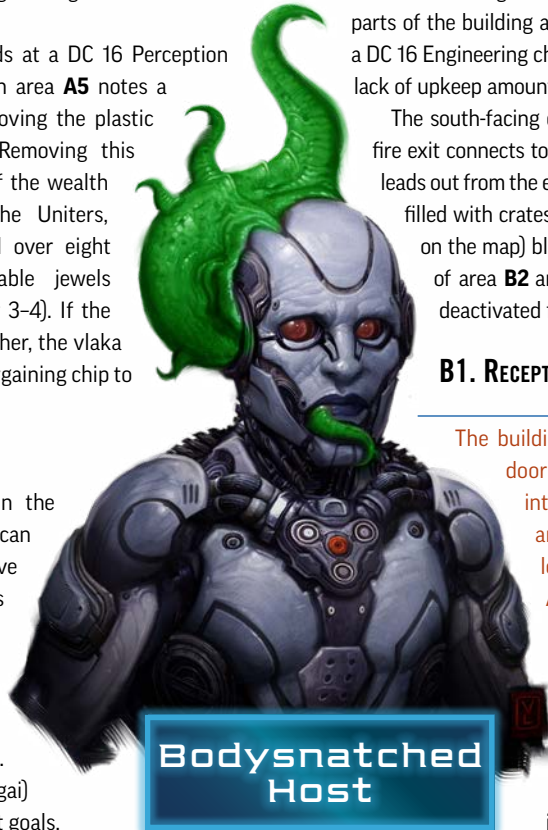 ds at a DC 16 Perception
n area A5 notes a
oving the plastic
Removing this
f the wealth
he Uniters,
l over eight
able jewels
3–4). If the
her, the vlaka
rgaining chip to
n the
can
ve
s
.
gai)
t goals.
parts of the building a
a DC 16 Engineering ch
lack of upkeep amoun
The south-facing
fire exit connects to
leads out from the e
filled with crates
on the map) bl
of area B2 an
deactivated
B1. RECEPT
The buildi
door
int
an
l
Bodysnatched
Host